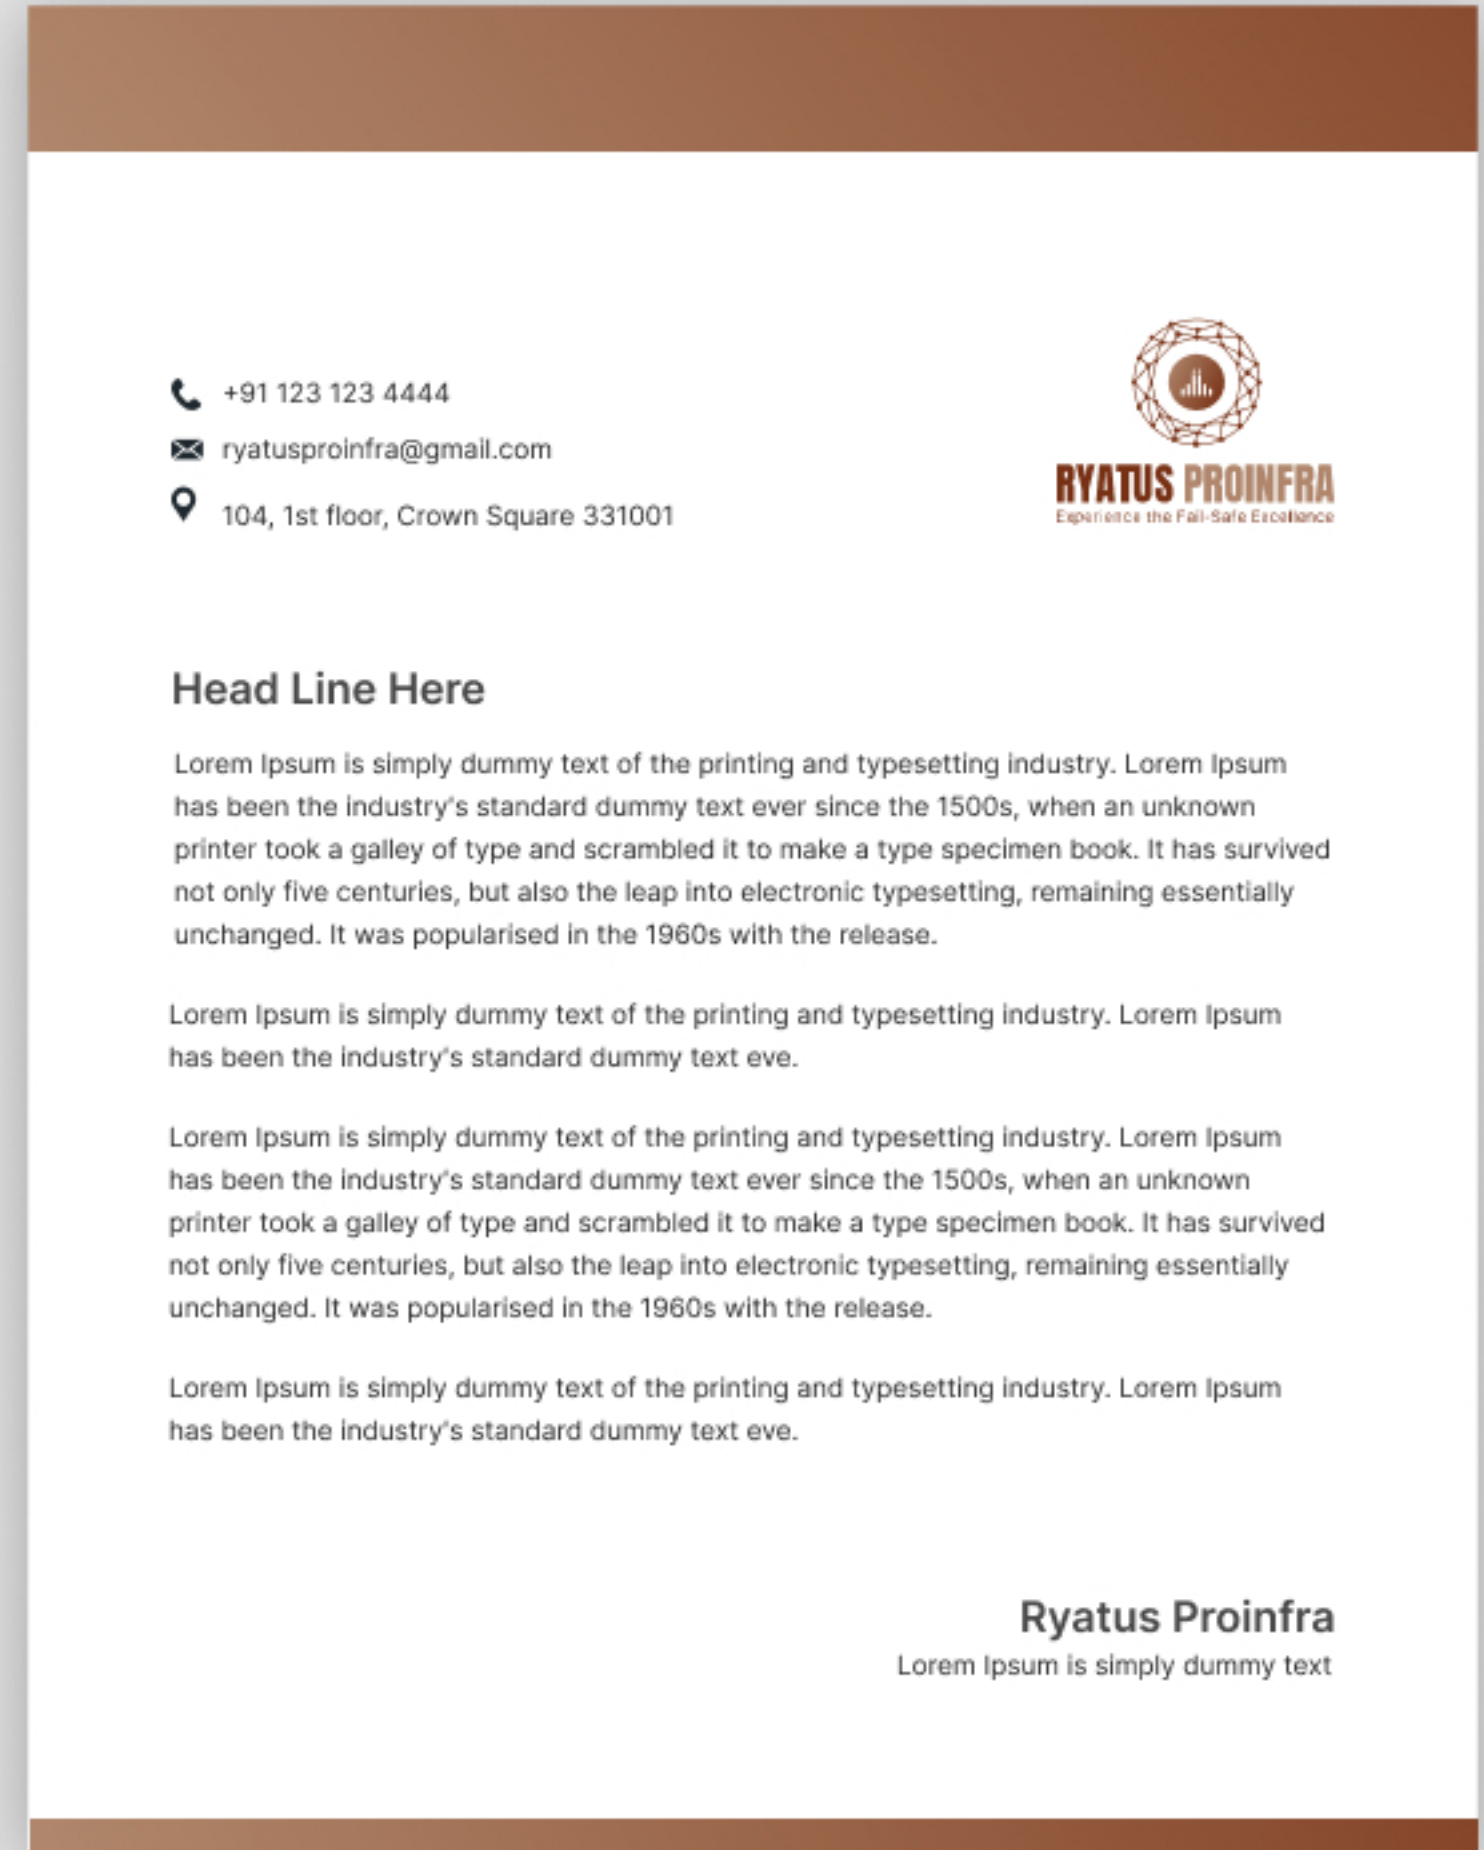 +91 123 123 4444
ryatusproinfra@gmail.com
104, 1st floor, Crown Square 331001
RYATUS PROINFRA
Experience the Fail-Safe Excellence
Head Line Here
Lorem Ipsum is simply dummy text of the printing and typesetting industry. Lorem Ipsum
has been the industry's standard dummy text ever since the 1500s, when an unknown
printer took a galley of type and scrambled it to make a type specimen book. It has survived
not only five centuries, but also the leap into electronic typesetting, remaining essentially
unchanged. It was popularised in the 1960s with the release.
Lorem Ipsum is simply dummy text of the printing and typesetting industry. Lorem Ipsum
has been the industry's standard dummy text eve.
Lorem Ipsum is simply dummy text of the printing and typesetting industry. Lorem Ipsum
has been the industry's standard dummy text ever since the 1500s, when an unknown
printer took a galley of type and scrambled it to make a type specimen book. It has survived
not only five centuries, but also the leap into electronic typesetting, remaining essentially
unchanged. It was popularised in the 1960s with the release.
Lorem Ipsum is simply dummy text of the printing and typesetting industry. Lorem Ipsum
has been the industry's standard dummy text eve.
Ryatus Proinfra
Lorem Ipsum is simply dummy text